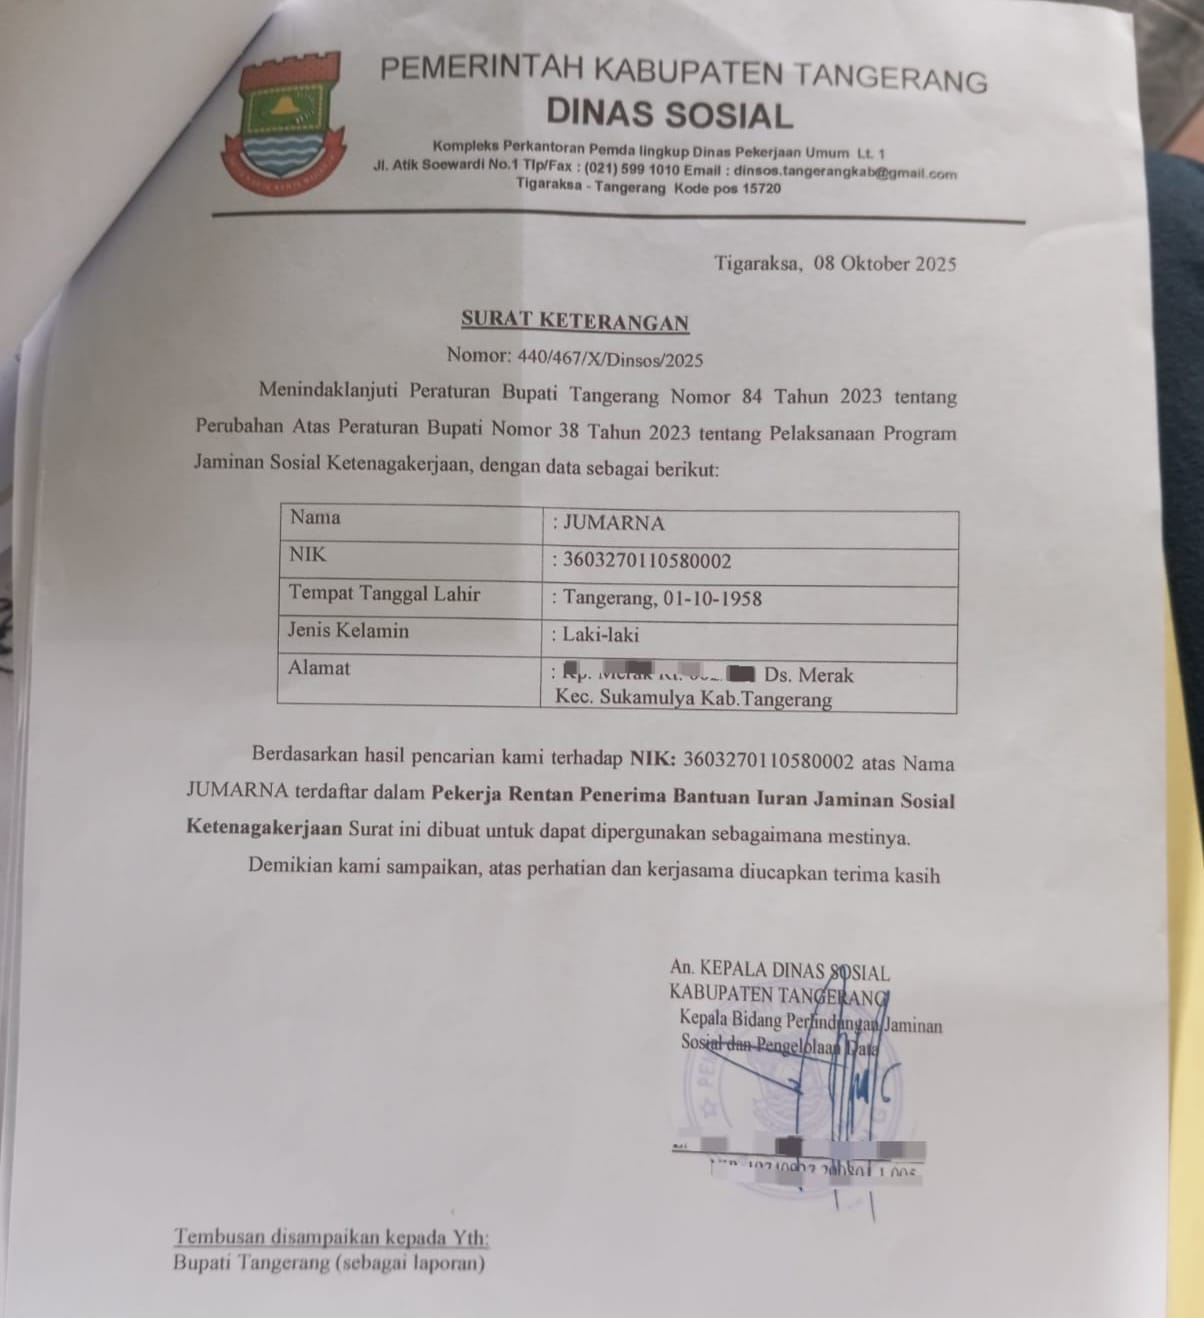 PEMERINTAH KABUPATEN TANGERANG
DINAS SOSIAL
Kompleks Perkantoran Pemda lingkup Dinas Pekerjaan Umum Lt. 1
Jl. Atik Soewardi No.1 Tlp/Fax : (021) 599 1010 Email : dinsos.tangerangkab@gmail.com
Tigaraksa - Tangerang Kode pos 15720
Tigaraksa, 08 Oktober 2025
SURAT KETERANGAN
Nomor: 440/467/X/Dinsos/2025
Menindaklanjuti Peraturan Bupati Tangerang Nomor 84 Tahun 2023 tentang
Perubahan Atas Peraturan Bupati Nomor 38 Tahun 2023 tentang Pelaksanaan Program
Jaminan Sosial Ketenagakerjaan, dengan data sebagai berikut:
Nama : JUMARNA
NIK : 3603270110580002
Tempat Tanggal Lahir : Tangerang, 01-10-1958
Jenis Kelamin : Laki-laki
Alamat : Ds. Merak
Kec. Sukamulya Kab.Tangerang
Berdasarkan hasil pencarian kami terhadap NIK: 3603270110580002 atas Nama
JUMARNA terdaftar dalam Pekerja Rentan Penerima Bantuan Iuran Jaminan Sosial
Ketenagakerjaan Surat ini dibuat untuk dapat dipergunakan sebagaimana mestinya.
Demikian kami sampaikan, atas perhatian dan kerjasama diucapkan terima kasih
An. KEPALA DINAS SOSIAL
KABUPATEN TANGERANG
Kepala Bidang Perlindungan Jaminan
Sosial dan Pengelolaan Data
Tembusan disampaikan kepada Yth:
Bupati Tangerang (sebagai laporan)